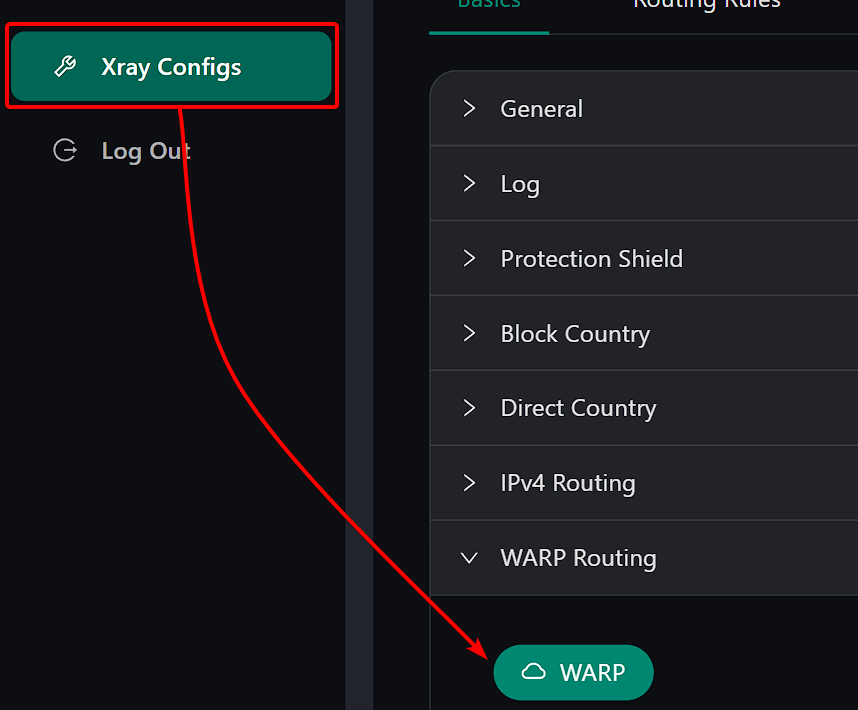 Basics
Routing Rules
Xray Configs
Log Out
General
Log
Protection Shield
Block Country
Direct Country
IPv4 Routing
WARP Routing
WARP